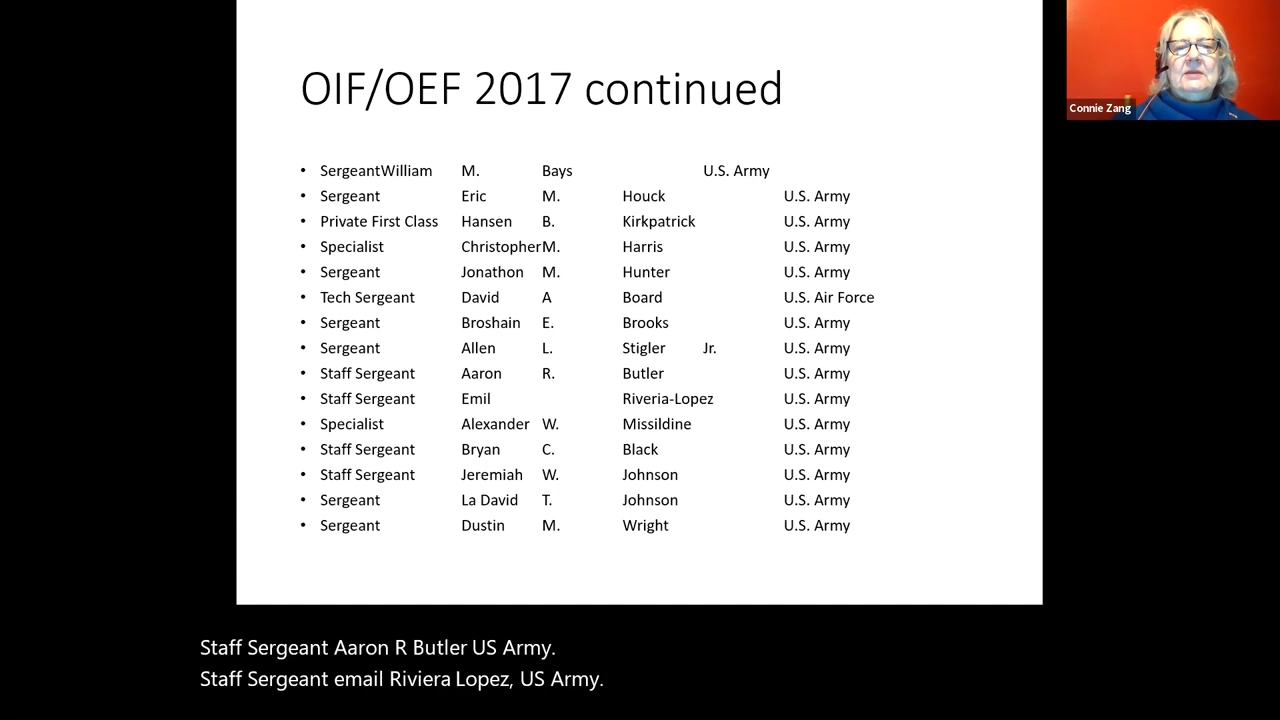 OIF/OEF 2017 continued
• SergeantWilliam M. Bays U.S. Army
• Sergeant Eric M. Houck U.S. Army
• Private First Class Hansen B. Kirkpatrick U.S. Army
• Specialist ChristopherM. Harris U.S. Army
• Sergeant Jonathon M. Hunter U.S. Army
• Tech Sergeant David A Board U.S. Air Force
• Sergeant Broshain E. Brooks U.S. Army
• Sergeant Allen L. Stigler Jr. U.S. Army
• Staff Sergeant Aaron R. Butler U.S. Army
• Staff Sergeant Emil Riveria-Lopez U.S. Army
• Specialist Alexander W. Missildine U.S. Army
• Staff Sergeant Bryan C. Black U.S. Army
• Staff Sergeant Jeremiah W. Johnson U.S. Army
• Sergeant La David T. Johnson U.S. Army
• Sergeant Dustin M. Wright U.S. Army
Connie Zang
Staff Sergeant Aaron R Butler US Army.
Staff Sergeant email Riviera Lopez, US Army.